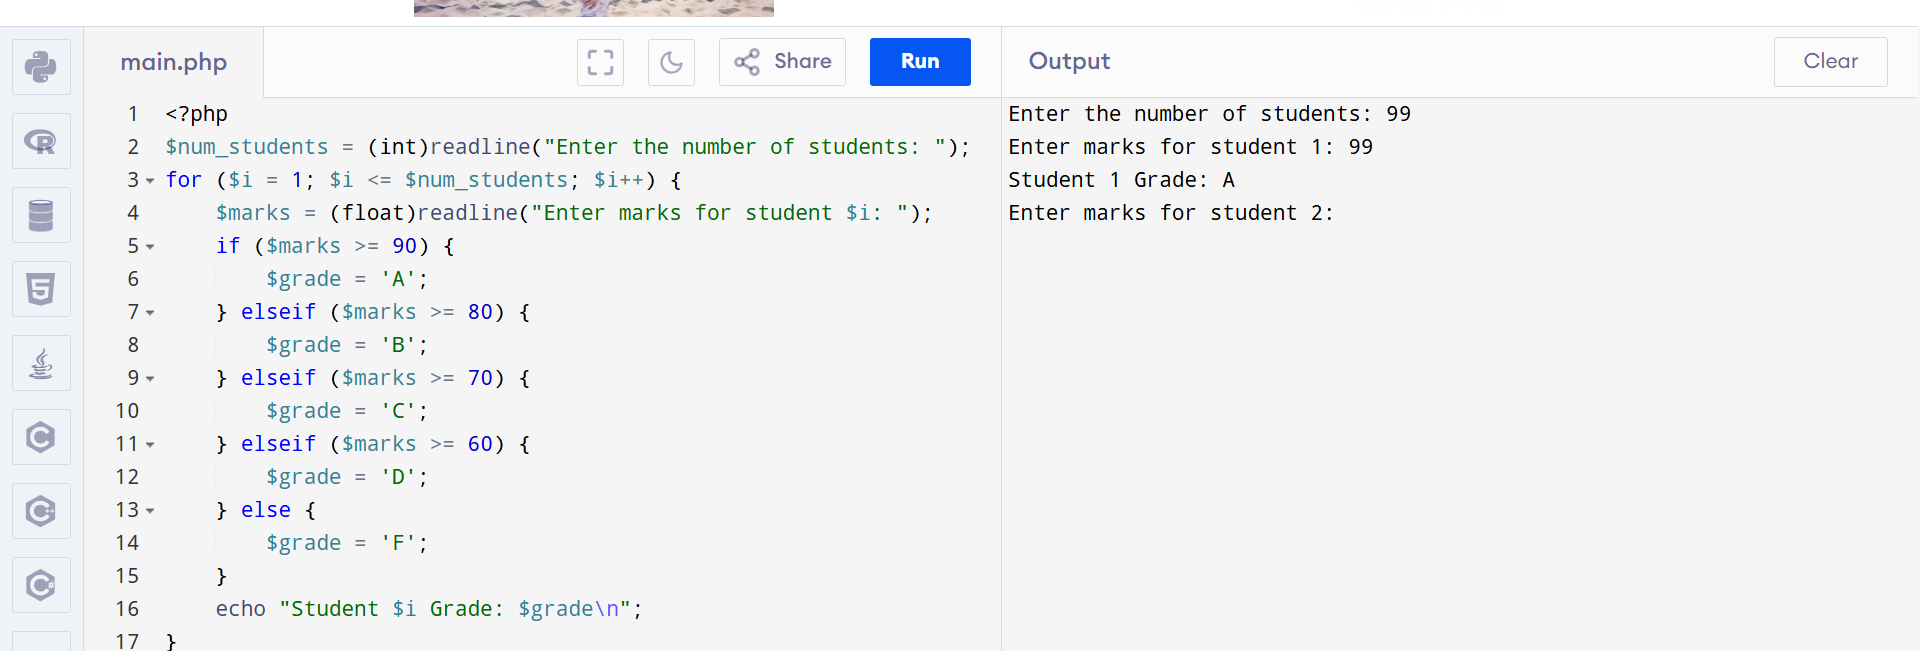 main.php
Share
Run
Output
Clear
1 <?php
2 $num_students = (int)readline("Enter the number of students: ");
3 for ($i = 1; $i <= $num_students; $i++) {
4     $marks = (float)readline("Enter marks for student $i: ");
5     if ($marks >= 90) {
6         $grade = 'A';
7     } elseif ($marks >= 80) {
8         $grade = 'B';
9     } elseif ($marks >= 70) {
10         $grade = 'C';
11     } elseif ($marks >= 60) {
12         $grade = 'D';
13     } else {
14         $grade = 'F';
15     }
16     echo "Student $i Grade: $grade\n";
17 }
Enter the number of students: 99
Enter marks for student 1: 99
Student 1 Grade: A
Enter marks for student 2: